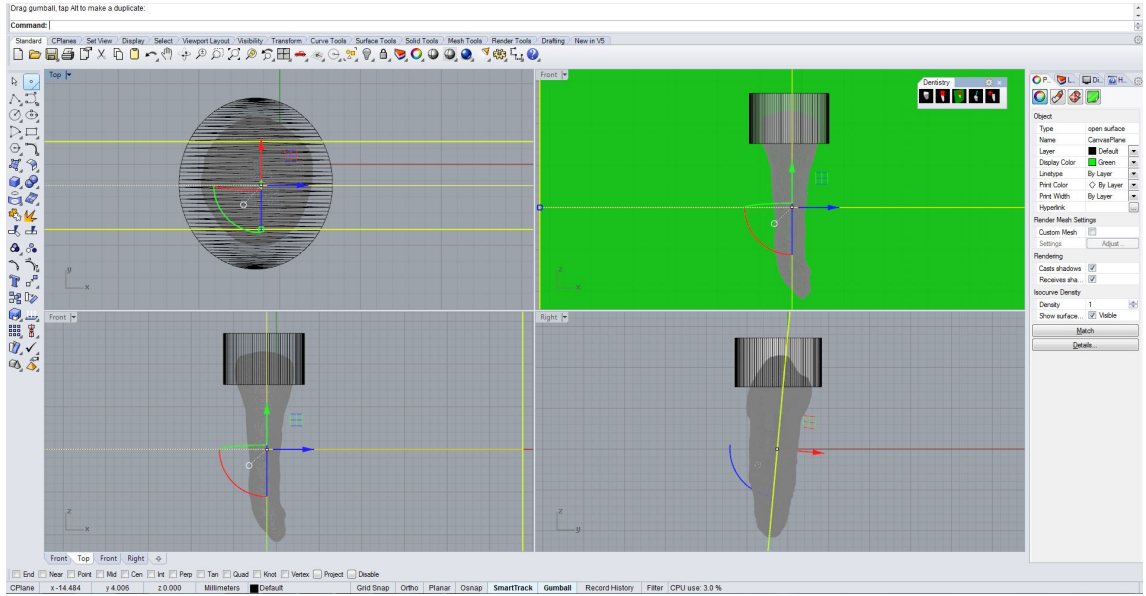 Drag gumball, tap Alt to make a duplicate:
Command:
Standard CPlanes Set View Display Select Viewport Layout Visibility Transform Curve Tools Surface Tools Solid Tools Mesh Tools Render Tools Drafting New in V5
Top
Front
Dentistry
P... L... Di... H...
Object
Type open surface
Name CanvasPlane
Layer Default
Display Color Green
Linetype By Layer
Print Color By Layer
Print Width By Layer
Hyperlink ...
Render Mesh Settings
Custom Mesh
Settings Adjust...
Rendering
Casts shadows
Receives sha...
Isocurve Density
Density 1
Show surface... Visible
Match
Details...
y
x
z
x
Front
Right
z
x
z
y
Front Top Front Right
End Near Point Mid Cen Int Perp Tan Quad Knot Vertex Project Disable
CPlane x -14.484 y 4.006 z 0.000 Millimeters Default Grid Snap Ortho Planar Osnap SmartTrack Gumball Record History Filter CPU use: 3.0 %